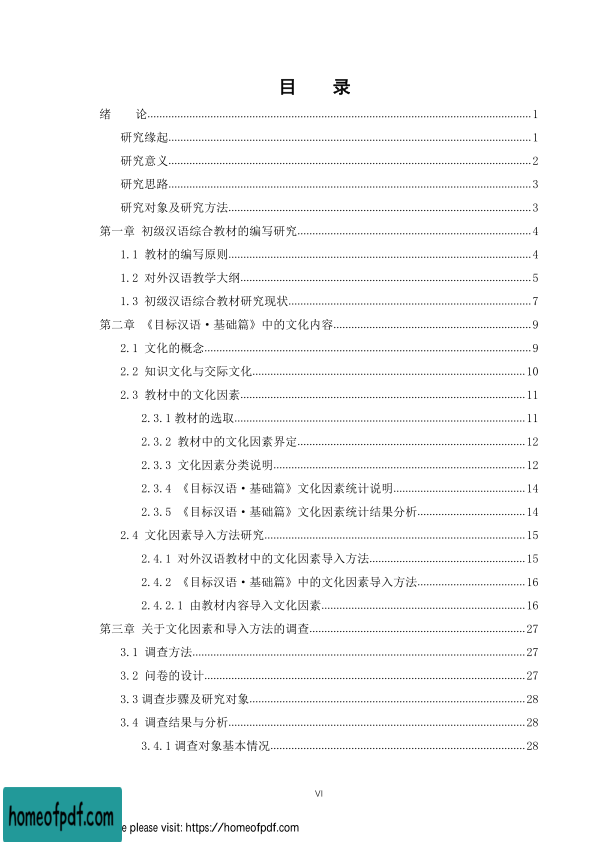 目 录
绪 论................................................1
研究缘起................................................1
研究意义................................................2
研究思路................................................3
研究对象及研究方法................................................3
第一章 初级汉语综合教材的编写研究................................................4
1.1 教材的编写原则................................................4
1.2 对外汉语教学大纲................................................5
1.3 初级汉语综合教材研究现状................................................7
第二章 《目标汉语·基础篇》中的文化内容................................................9
2.1 文化的概念................................................9
2.2 知识文化与交际文化................................................10
2.3 教材中的文化因素................................................11
2.3.1教材的选取................................................11
2.3.2 教材中的文化因素界定................................................12
2.3.3 文化因素分类说明................................................12
2.3.4 《目标汉语·基础篇》文化因素统计说明................................................14
2.3.5 《目标汉语·基础篇》文化因素统计结果分析................................................14
2.4 文化因素导入方法研究................................................15
2.4.1 对外汉语教材中的文化因素导入方法................................................15
2.4.2 《目标汉语·基础篇》中的文化因素导入方法................................................16
2.4.2.1 由教材内容导入文化因素................................................16
第三章 关于文化因素和导入方法的调查................................................27
3.1 调查方法................................................27
3.2 问卷的设计................................................27
3.3调查步骤及研究对象................................................28
3.4 调查结果与分析................................................28
3.4.1调查对象基本情况................................................28
VI
homeofpdf.com
please visit: https://homeofpdf.com